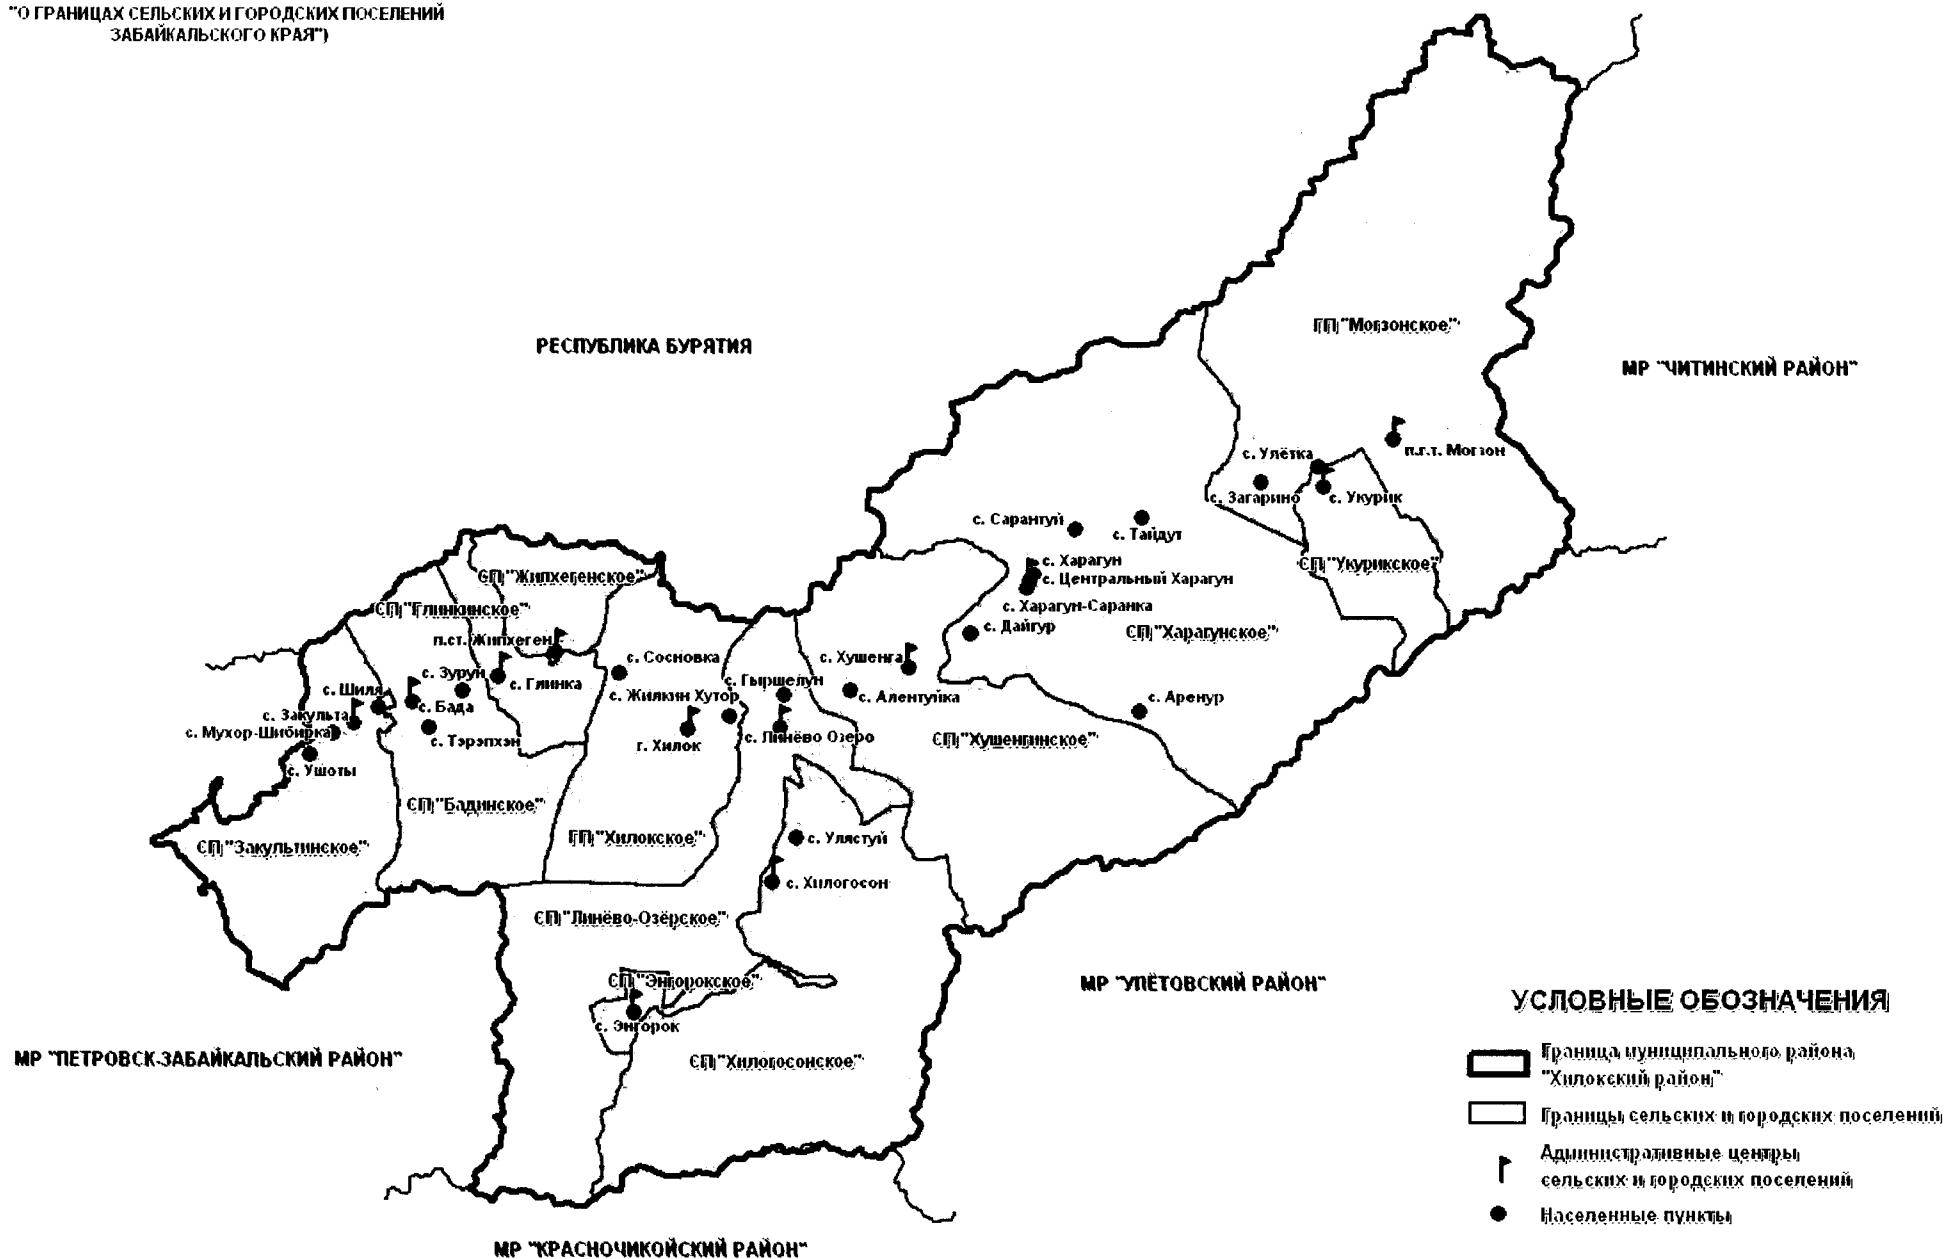 "О ГРАНИЦАХ СЕЛЬСКИХ И ГОРОДСКИХ ПОСЕЛЕНИЙ
ЗАБАЙКАЛЬСКОГО КРАЯ")
РЕСПУБЛИКА БУРЯТИЯ
ГП "Могзонское"
МР "ЧИТИНСКИЙ РАЙОН"
п.г.т. Могзон
с. Улётка
с. Загарино
с. Укурик
СП "Укурикское"
с. Сарантуй
с. Тайдут
с. Харагун
с. Центральный Харагун
с. Харагун-Саранка
с. Дайгур
СП "Харагунское"
СП "Жипхегенское"
СП "Глинкинское"
п.ст. Жипхеген
с. Сосновка
с. Хушенга
с. Зурун
с. Глинка
с. Гыршелун
с. Шиля
с. Жилкин Хутор
с. Алентуйка
с. Аренур
с. Закульта
с. Бада
с. Мухор-Шибирка
с. Тэрэпхэн
г. Хилок
с. Линёво Озеро
СП "Хушенгинское"
с. Ушоты
СП "Бадинское"
ГП "Хилокское"
с. Улястуй
СП "Закультинское"
с. Хилогосон
СП "Линёво-Озёрское"
СП "Энгорокское"
МР "УЛЁТОВСКИЙ РАЙОН"
с. Энгорок
МР "ПЕТРОВСК-ЗАБАЙКАЛЬСКИЙ РАЙОН"
СП "Хилогосонское"
МР "КРАСНОЧИКОЙСКИЙ РАЙОН"
УСЛОВНЫЕ ОБОЗНАЧЕНИЯ
Граница муниципального района
"Хилокский район"
Границы сельских и городских поселений
Административные центры
сельских и городских поселений
Населенные пункты